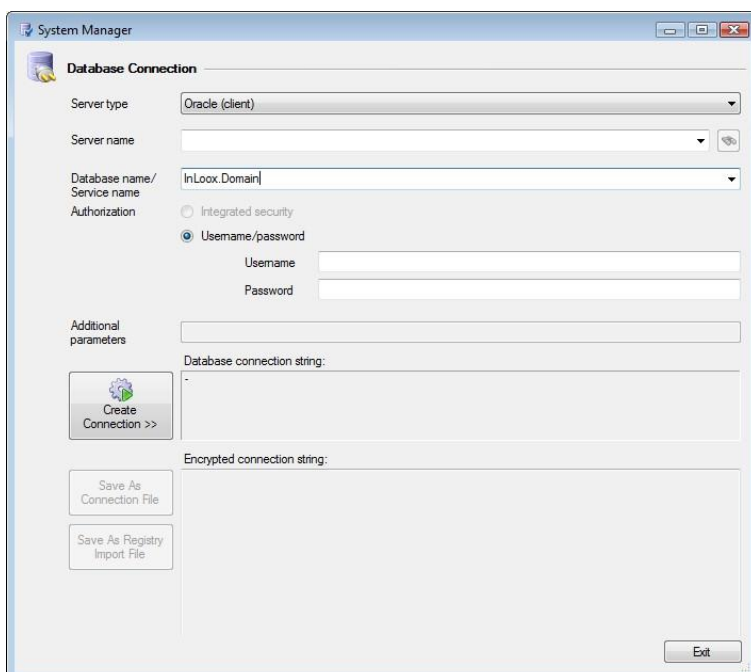 System Manager
Database Connection
Server type
Oracle (client)
Server name
Database name/
Service name
InLoox.Domain
Authorization
Integrated security
Username/password
Username
Password
Additional
parameters
Database connection string:
-
Create
Connection >>
Encrypted connection string:
Save As
Connection File
Save As Registry
Import File
Exit